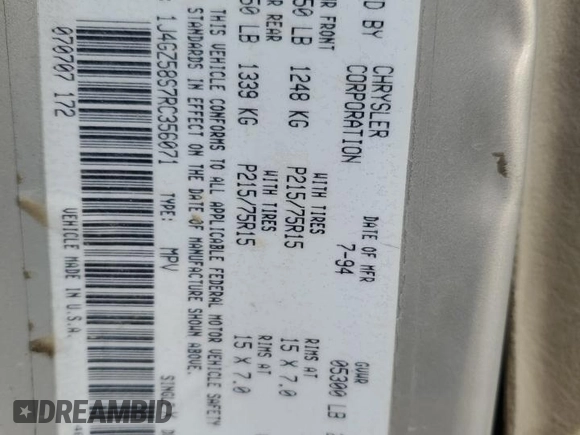 D BY CHRYSLER CORPORATION DATE OF MFR 7-94 GVWR 05300 LB
R FRONT WITH TIRES RIMS AT
50 LB 1248 KG P215/75R15 15 X 7.0
R REAR WITH TIRES RIMS AT
50 LB 1339 KG P215/75R15 15 X 7.0
THIS VEHICLE CONFORMS TO ALL APPLICABLE FEDERAL MOTOR VEHICLE SAFETY
STANDARDS IN EFFECT ON THE DATE OF MANUFACTURE SHOWN ABOVE.
1J4GZ58S7RC356071 TYPE: MPV SING
070707 172 VEHICLE MADE IN U.S.A.
DREAMBID